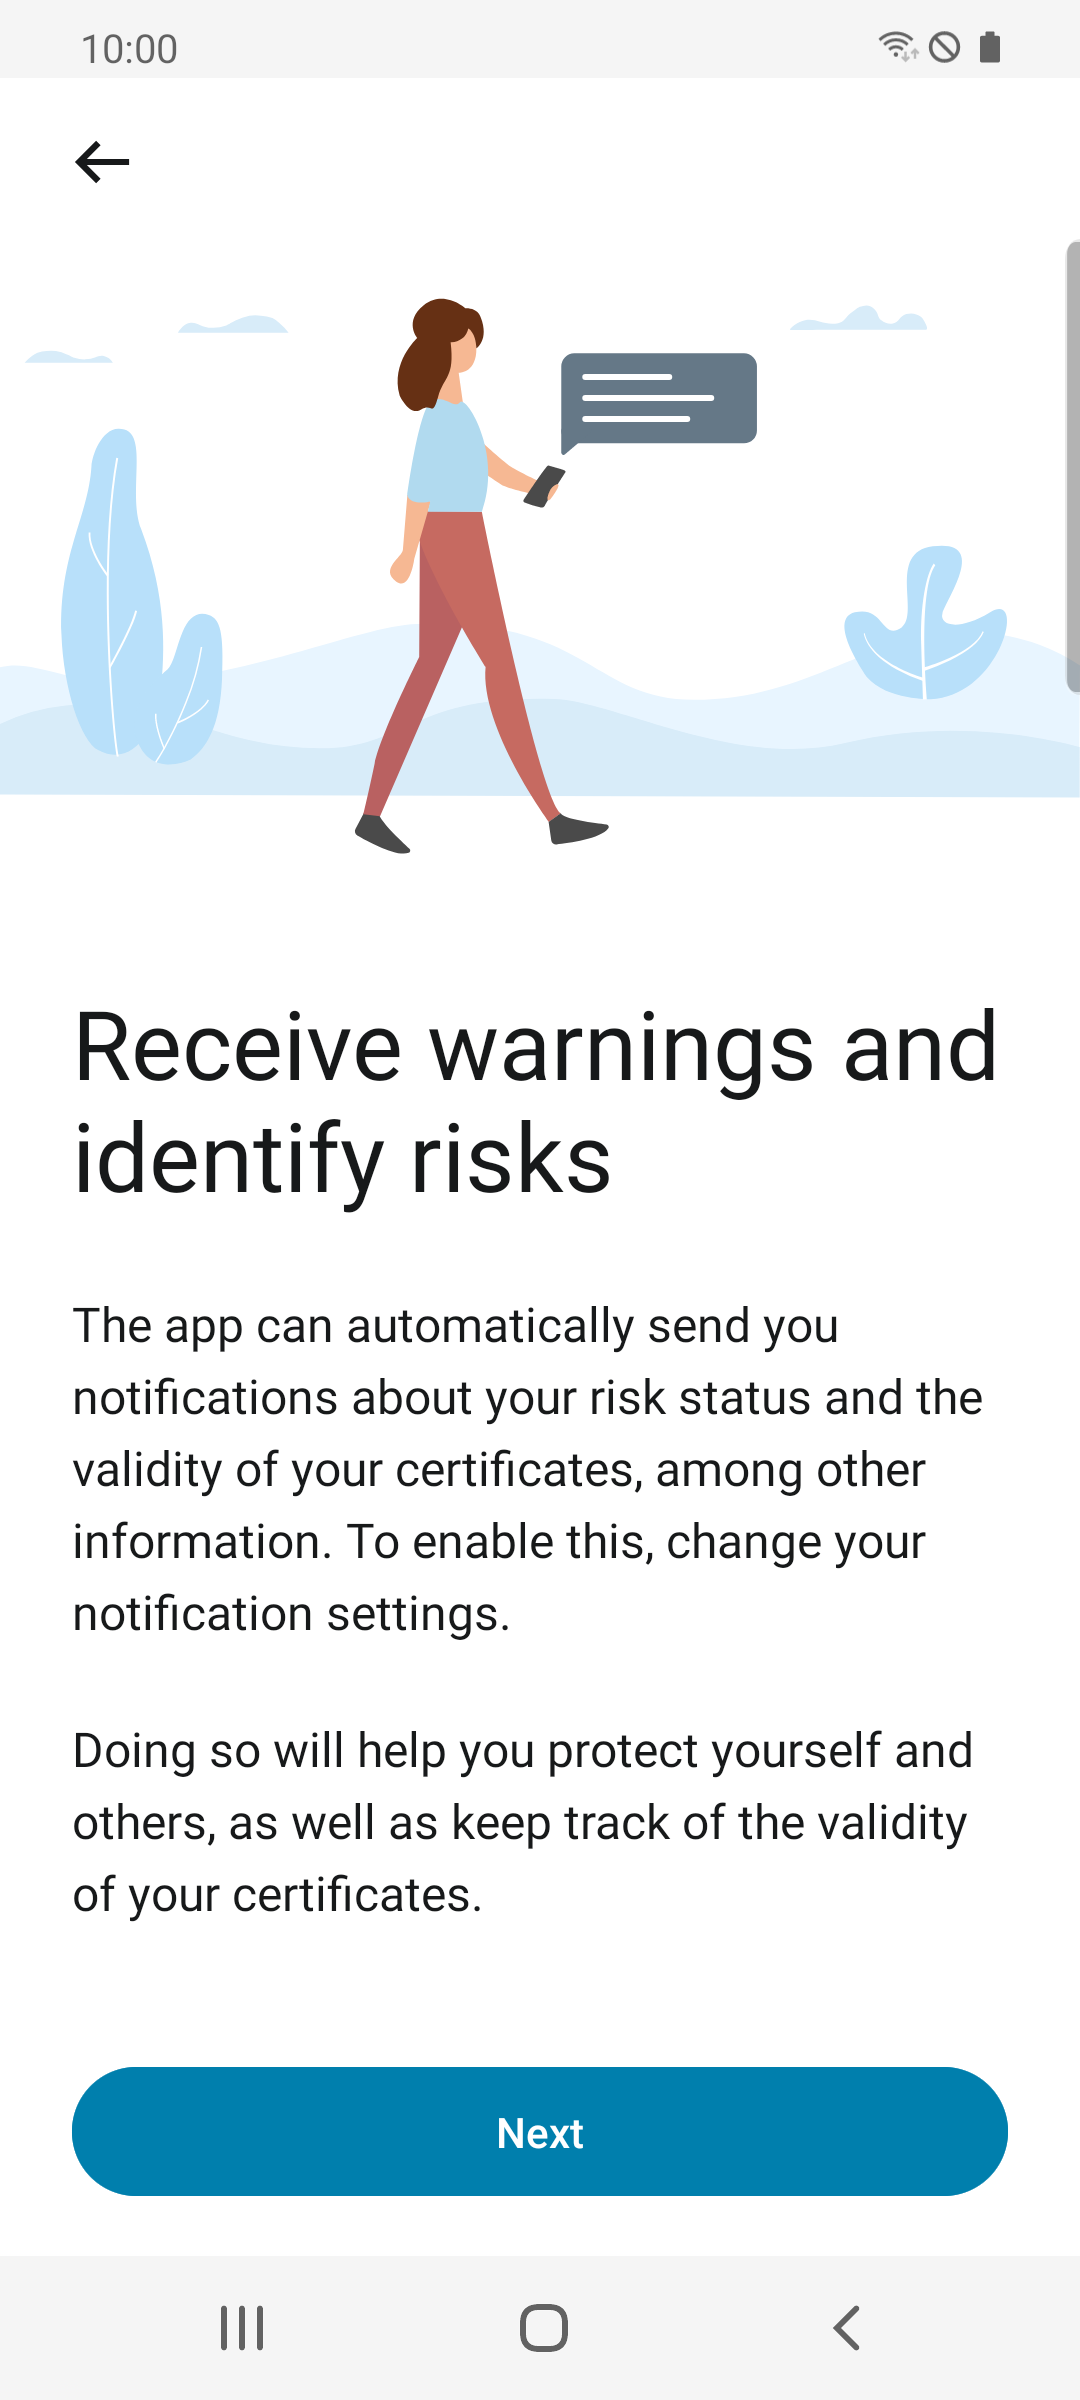 10:00
Receive warnings and
identify risks
The app can automatically send you
notifications about your risk status and the
validity of your certificates, among other
information. To enable this, change your
notification settings.
Doing so will help you protect yourself and
others, as well as keep track of the validity
of your certificates.
Next